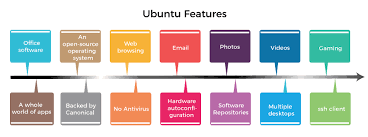 Ubuntu Features
Office
software
An
open-source
operating
system
Web
browsing
Email
Photos
Videos
Gaming
A whole
world of apps
Backed by
Canonical
No Antivirus
Hardware
autoconfi-
guration
Software
Repositories
Multiple
desktops
ssh client